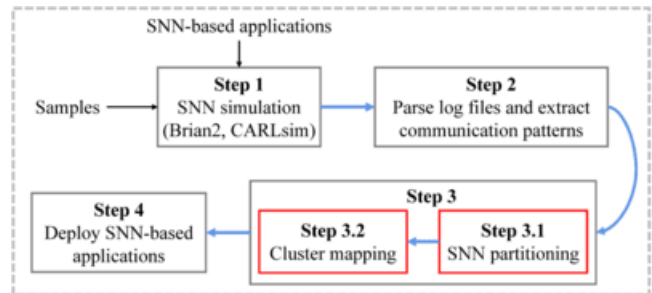 SNN-based applications
Samples
Step 1
SNN simulation
(Brian2, CARLsim)
Step 2
Parse log files and extract
communication patterns
Step 3
Step 3.1
SNN partitioning
Step 3.2
Cluster mapping
Step 4
Deploy SNN-based
applications